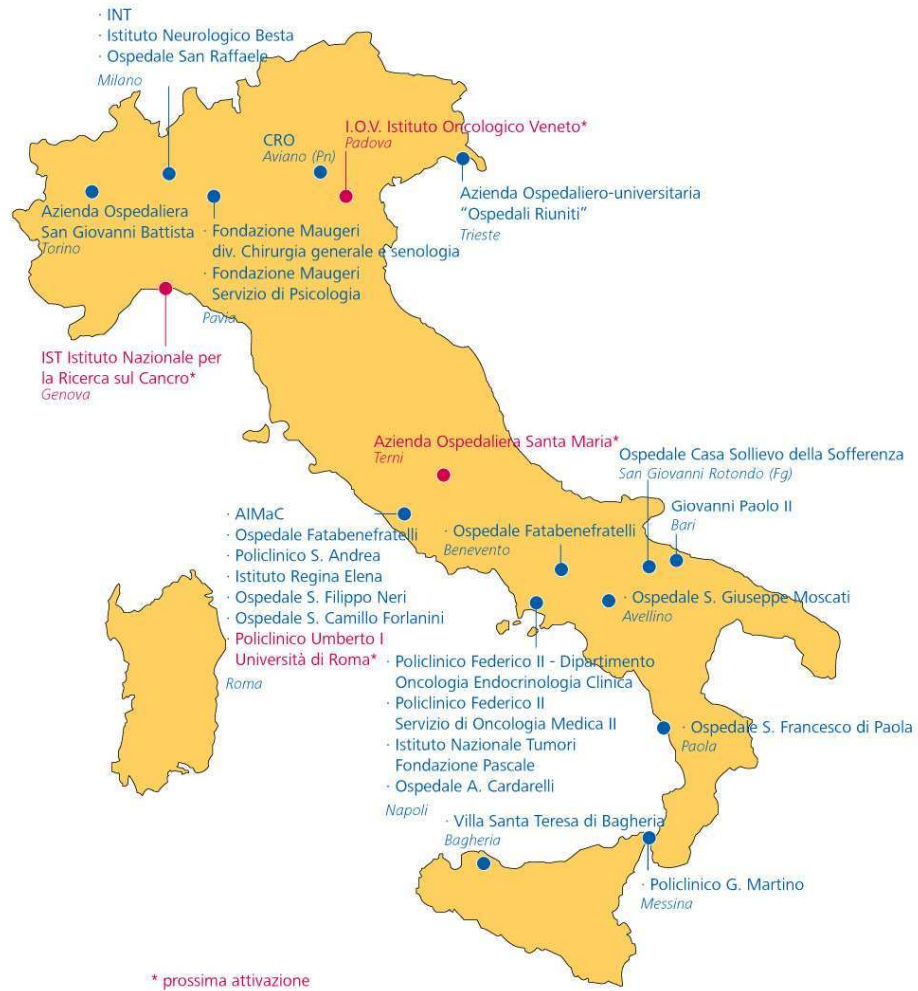 · INT
· Istituto Neurologico Besta
· Ospedale San Raffaele
Milano
CRO
Aviano (Pn)
I.O.V. Istituto Oncologico Veneto*
Padova
Azienda Ospedaliero-universitaria
“Ospedali Riuniti”
Trieste
Azienda Ospedaliera
San Giovanni Battista
Torino
· Fondazione Maugeri
div. Chirurgia generale e senologia
· Fondazione Maugeri
Servizio di Psicologia
Pavia
IST Istituto Nazionale per
la Ricerca sul Cancro*
Genova
Azienda Ospedaliera Santa Maria*
Terni
Ospedale Casa Sollievo della Sofferenza
San Giovanni Rotondo (Fg)
Giovanni Paolo II
Bari
· AIMaC
· Ospedale Fatabenefratelli
· Policlinico S. Andrea
· Istituto Regina Elena
· Ospedale S. Filippo Neri
· Ospedale S. Camillo Forlanini
· Policlinico Umberto I
Università di Roma*
Roma
· Ospedale Fatabenefratelli
Benevento
· Ospedale S. Giuseppe Moscati
Avellino
· Policlinico Federico II - Dipartimento
Oncologia Endocrinologia Clinica
· Policlinico Federico II
Servizio di Oncologia Medica II
· Istituto Nazionale Tumori
Fondazione Pascale
· Ospedale A. Cardarelli
Napoli
· Ospedale S. Francesco di Paola
Paola
· Villa Santa Teresa di Bagheria
Bagheria
· Policlinico G. Martino
Messina
* prossima attivazione